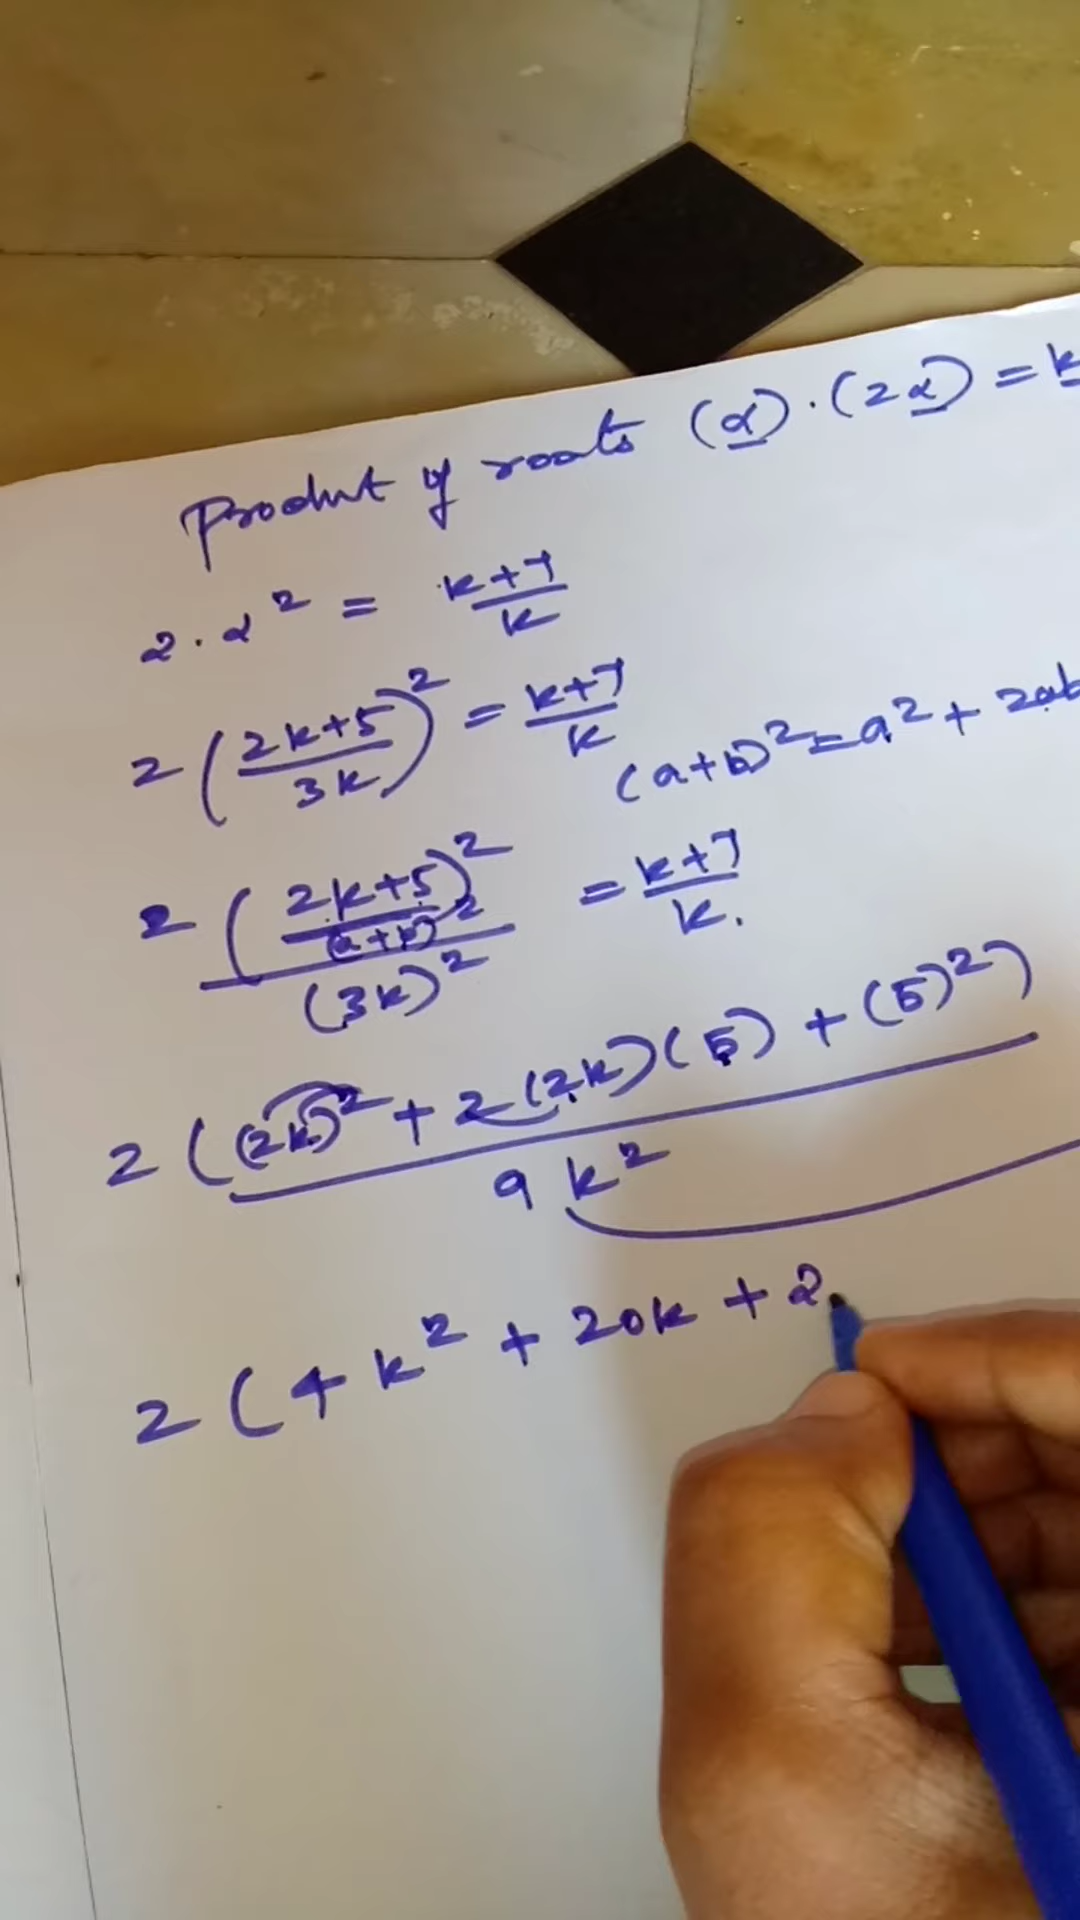 Product of roots (α).(2α) = k
2.α² = k+7/k
2(2k+5/3k)² = k+7/k
(a+b)² = a² + 2ab
2(2k+5)²/(3k)² = k+7/k.
(a+b)²
2((2k)² + 2(2k)(5) + (5)²)/9k²
2(4k² + 20k + 2